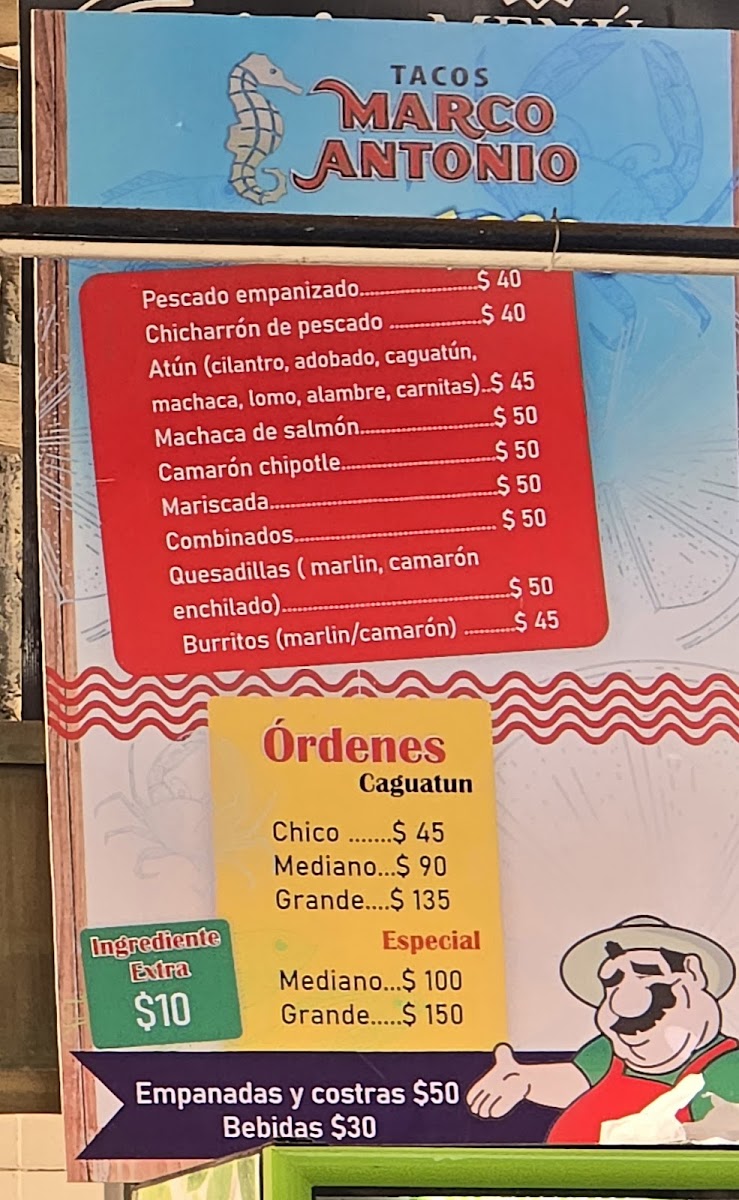 MENÚ
TACOS
MARCO
ANTONIO
Pescado empanizado....................$ 40
Chicharrón de pescado ...............$ 40
Atún (cilantro, adobado, caguatún,
machaca, lomo, alambre, carnitas)..$ 45
Machaca de salmón.......................$ 50
Camarón chipotle..........................$ 50
Mariscada......................................$ 50
Combinados.................................. $ 50
Quesadillas ( marlin, camarón
enchilado)......................................$ 50
Burritos (marlin/camarón) .........$ 45
Órdenes
Caguatun
Chico .......$ 45
Mediano...$ 90
Grande....$ 135
Especial
Mediano...$ 100
Grande.....$ 150
Ingrediente
Extra
$10
Empanadas y costras $50
Bebidas $30